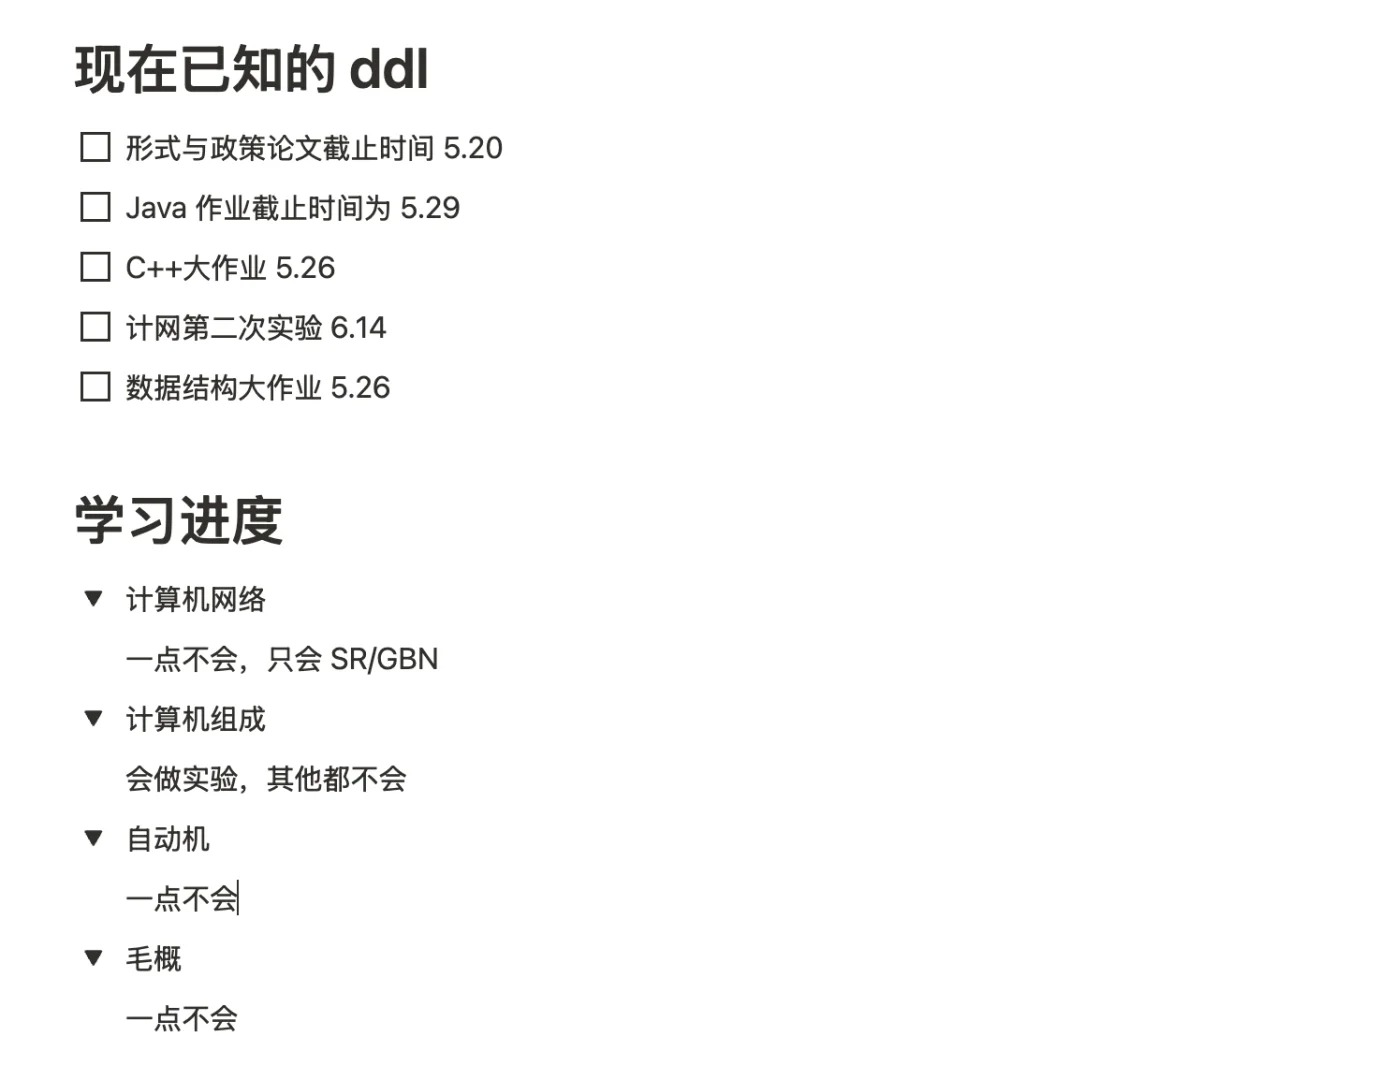 现在已知的 ddl
形式与政策论文截止时间 5.20
Java 作业截止时间为 5.29
C++大作业 5.26
计网第二次实验 6.14
数据结构大作业 5.26
学习进度
计算机网络
一点不会，只会 SR/GBN
计算机组成
会做实验，其他都不会
自动机
一点不会
毛概
一点不会